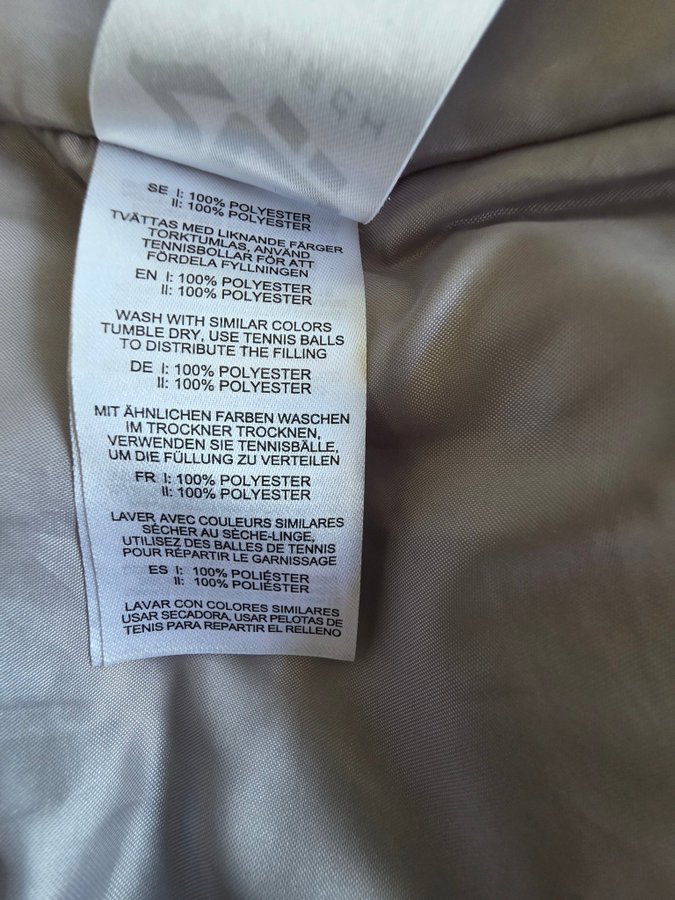 SE I: 100% POLYESTER
II: 100% POLYESTER
TVÄTTAS MED LIKNANDE FÄRGER
TORKTUMLAS, ANVÄND
TENNISBOLLAR FÖR ATT
FÖRDELA FYLLNINGEN
EN I: 100% POLYESTER
II: 100% POLYESTER
WASH WITH SIMILAR COLORS
TUMBLE DRY, USE TENNIS BALLS
TO DISTRIBUTE THE FILLING
DE I: 100% POLYESTER
II: 100% POLYESTER
MIT ÄHNLICHEN FARBEN WASCHEN
IM TROCKNER TROCKNEN,
VERWENDEN SIE TENNISBÄLLE,
UM DIE FÜLLUNG ZU VERTEILEN
FR I: 100% POLYESTER
II: 100% POLYESTER
LAVER AVEC COULEURS SIMILARES
SÉCHER AU SÈCHE-LINGE,
UTILISEZ DES BALLES DE TENNIS
POUR RÉPARTIR LE GARNISSAGE
ES I: 100% POLIÉSTER
II: 100% POLIÉSTER
LAVAR CON COLORES SIMILARES
USAR SECADORA, USAR PELOTAS DE
TENIS PARA REPARTIR EL RELLENO